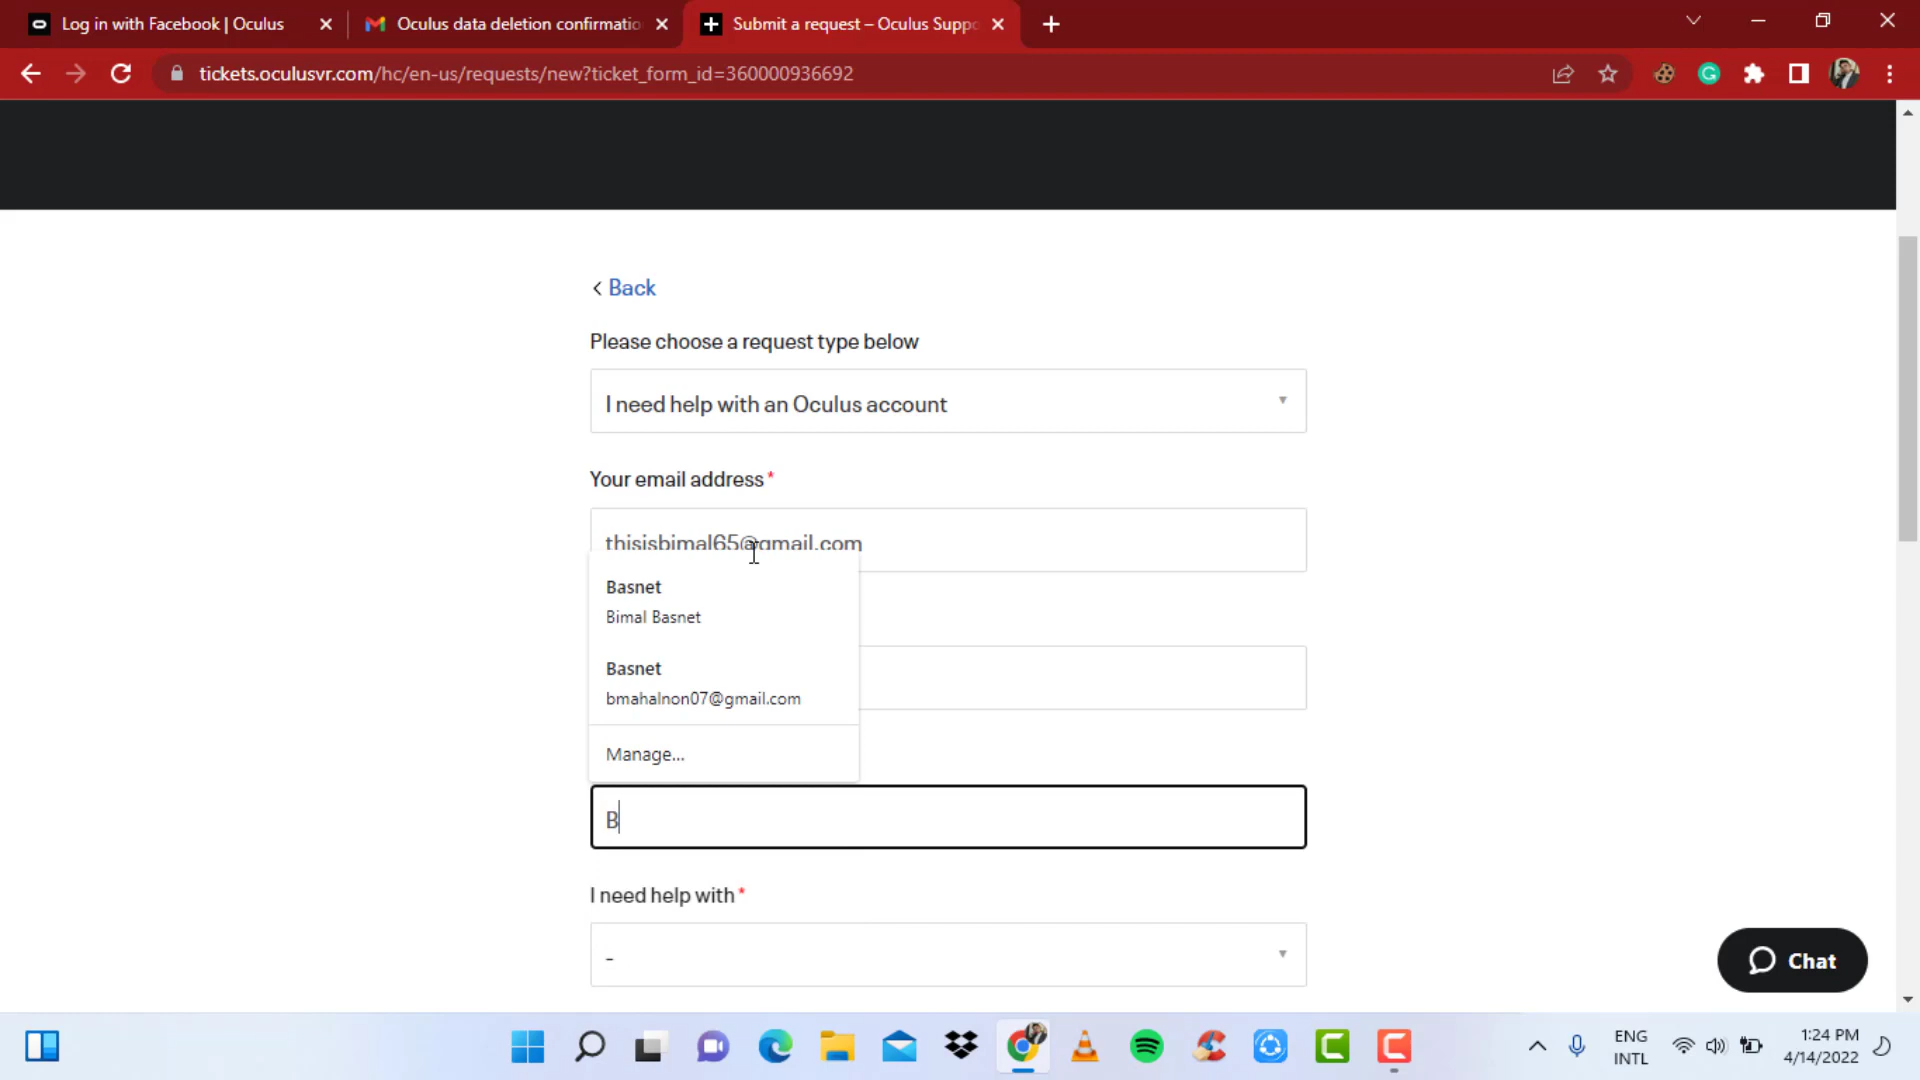 Log in with Facebook | Oculus
Oculus data deletion confirmatio
Submit a request – Oculus Suppo
tickets.oculusvr.com/hc/en-us/requests/new?ticket_form_id=360000936692
< Back
Please choose a request type below
I need help with an Oculus account
Your email address*
thisisbimal65@gmail.com
Basnet
Bimal Basnet
Basnet
bmahalnon07@gmail.com
Manage...
B
I need help with*
-
Chat
ENG
INTL
1:24 PM
4/14/2022